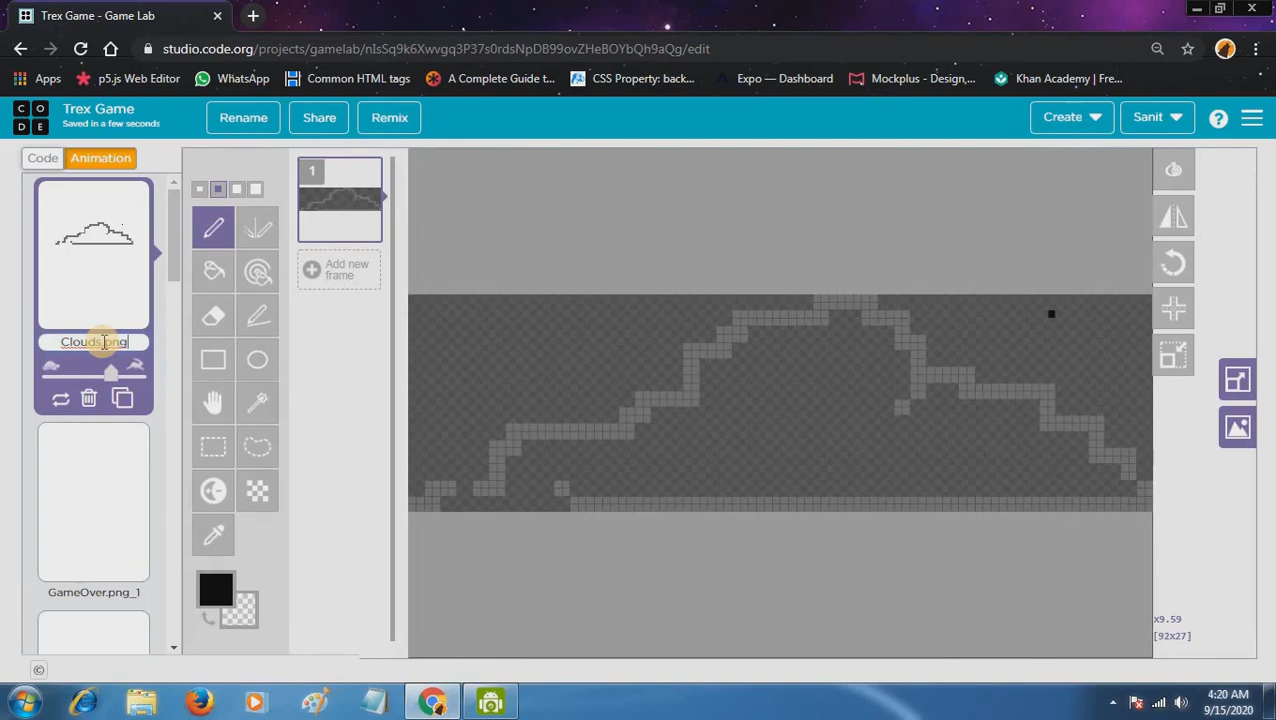 Trex Game - Game Lab
studio.code.org/projects/gamelab/nIsSq9k6Xwvgq3P37s0rdsNpDB99ovZHeBOYbQh9aQg/edit
Apps
p5.js Web Editor
WhatsApp
Common HTML tags
A Complete Guide t...
CSS Property: back...
Expo — Dashboard
Mockplus - Design,...
Khan Academy | Fre...
C O
D E
Trex Game
Saved in a few seconds
Rename
Share
Remix
Create
Sanit
?
Code
Animation
1
Add new
frame
Clouds.png
GameOver.png_1
x9.59
[92x27]
©
4:20 AM
9/15/2020